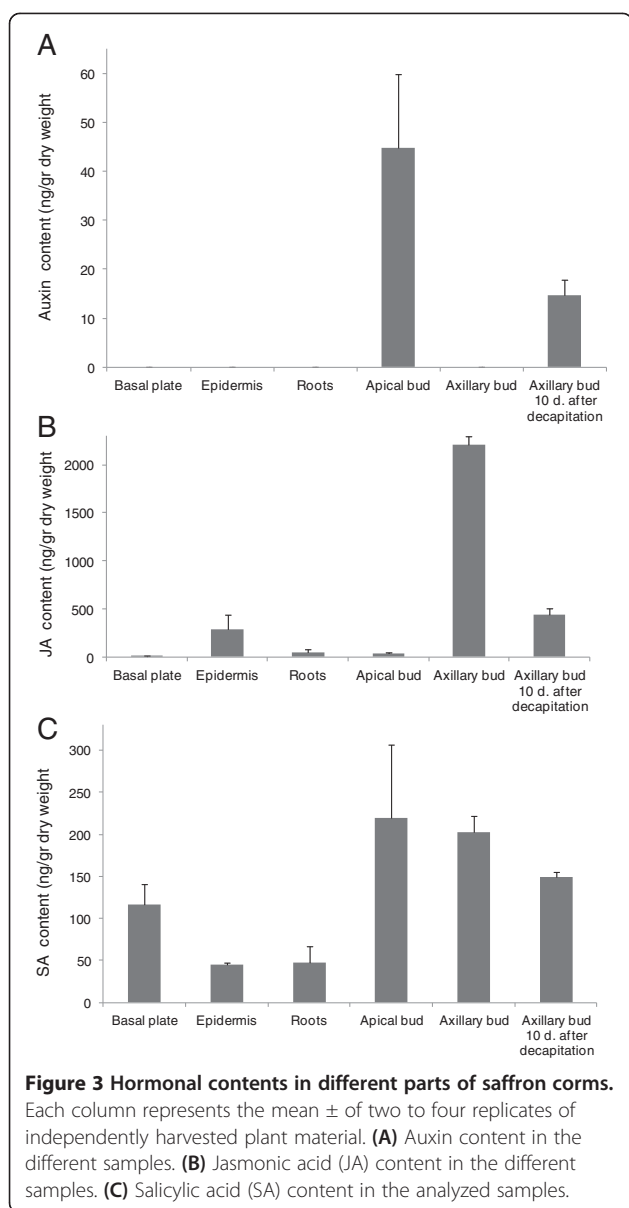 A
Auxin content (ng/gr dry weight)
60
50
40
30
20
10
0
Basal plate Epidermis Roots Apical bud Axillary bud Axillary bud
10 d. after
decapitation
B
JA content (ng/gr dry weight)
2000
1500
1000
500
0
Basal plate Epidermis Roots Apical bud Axillary bud Axillary bud
10 d. after
decapitation
C
SA content (ng/gr dry weight
300
250
200
150
100
50
0
Basal plate Epidermis Roots Apical bud Axillary bud Axillary bud
10 d. after
decapitation
Figure 3 Hormonal contents in different parts of saffron corms.
Each column represents the mean ± of two to four replicates of
independently harvested plant material. (A) Auxin content in the
different samples. (B) Jasmonic acid (JA) content in the different
samples. (C) Salicylic acid (SA) content in the analyzed samples.